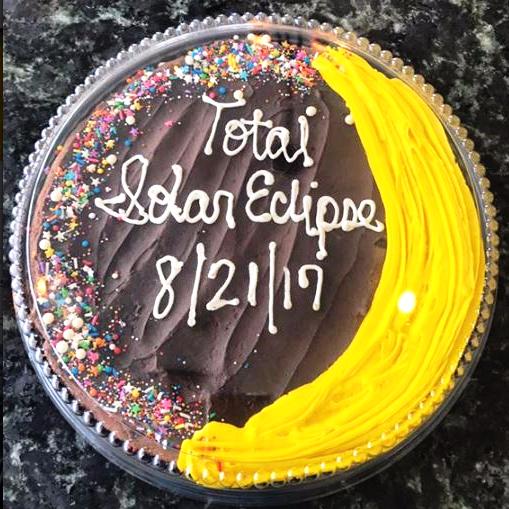 Total
Solar Eclipse
8/21/17